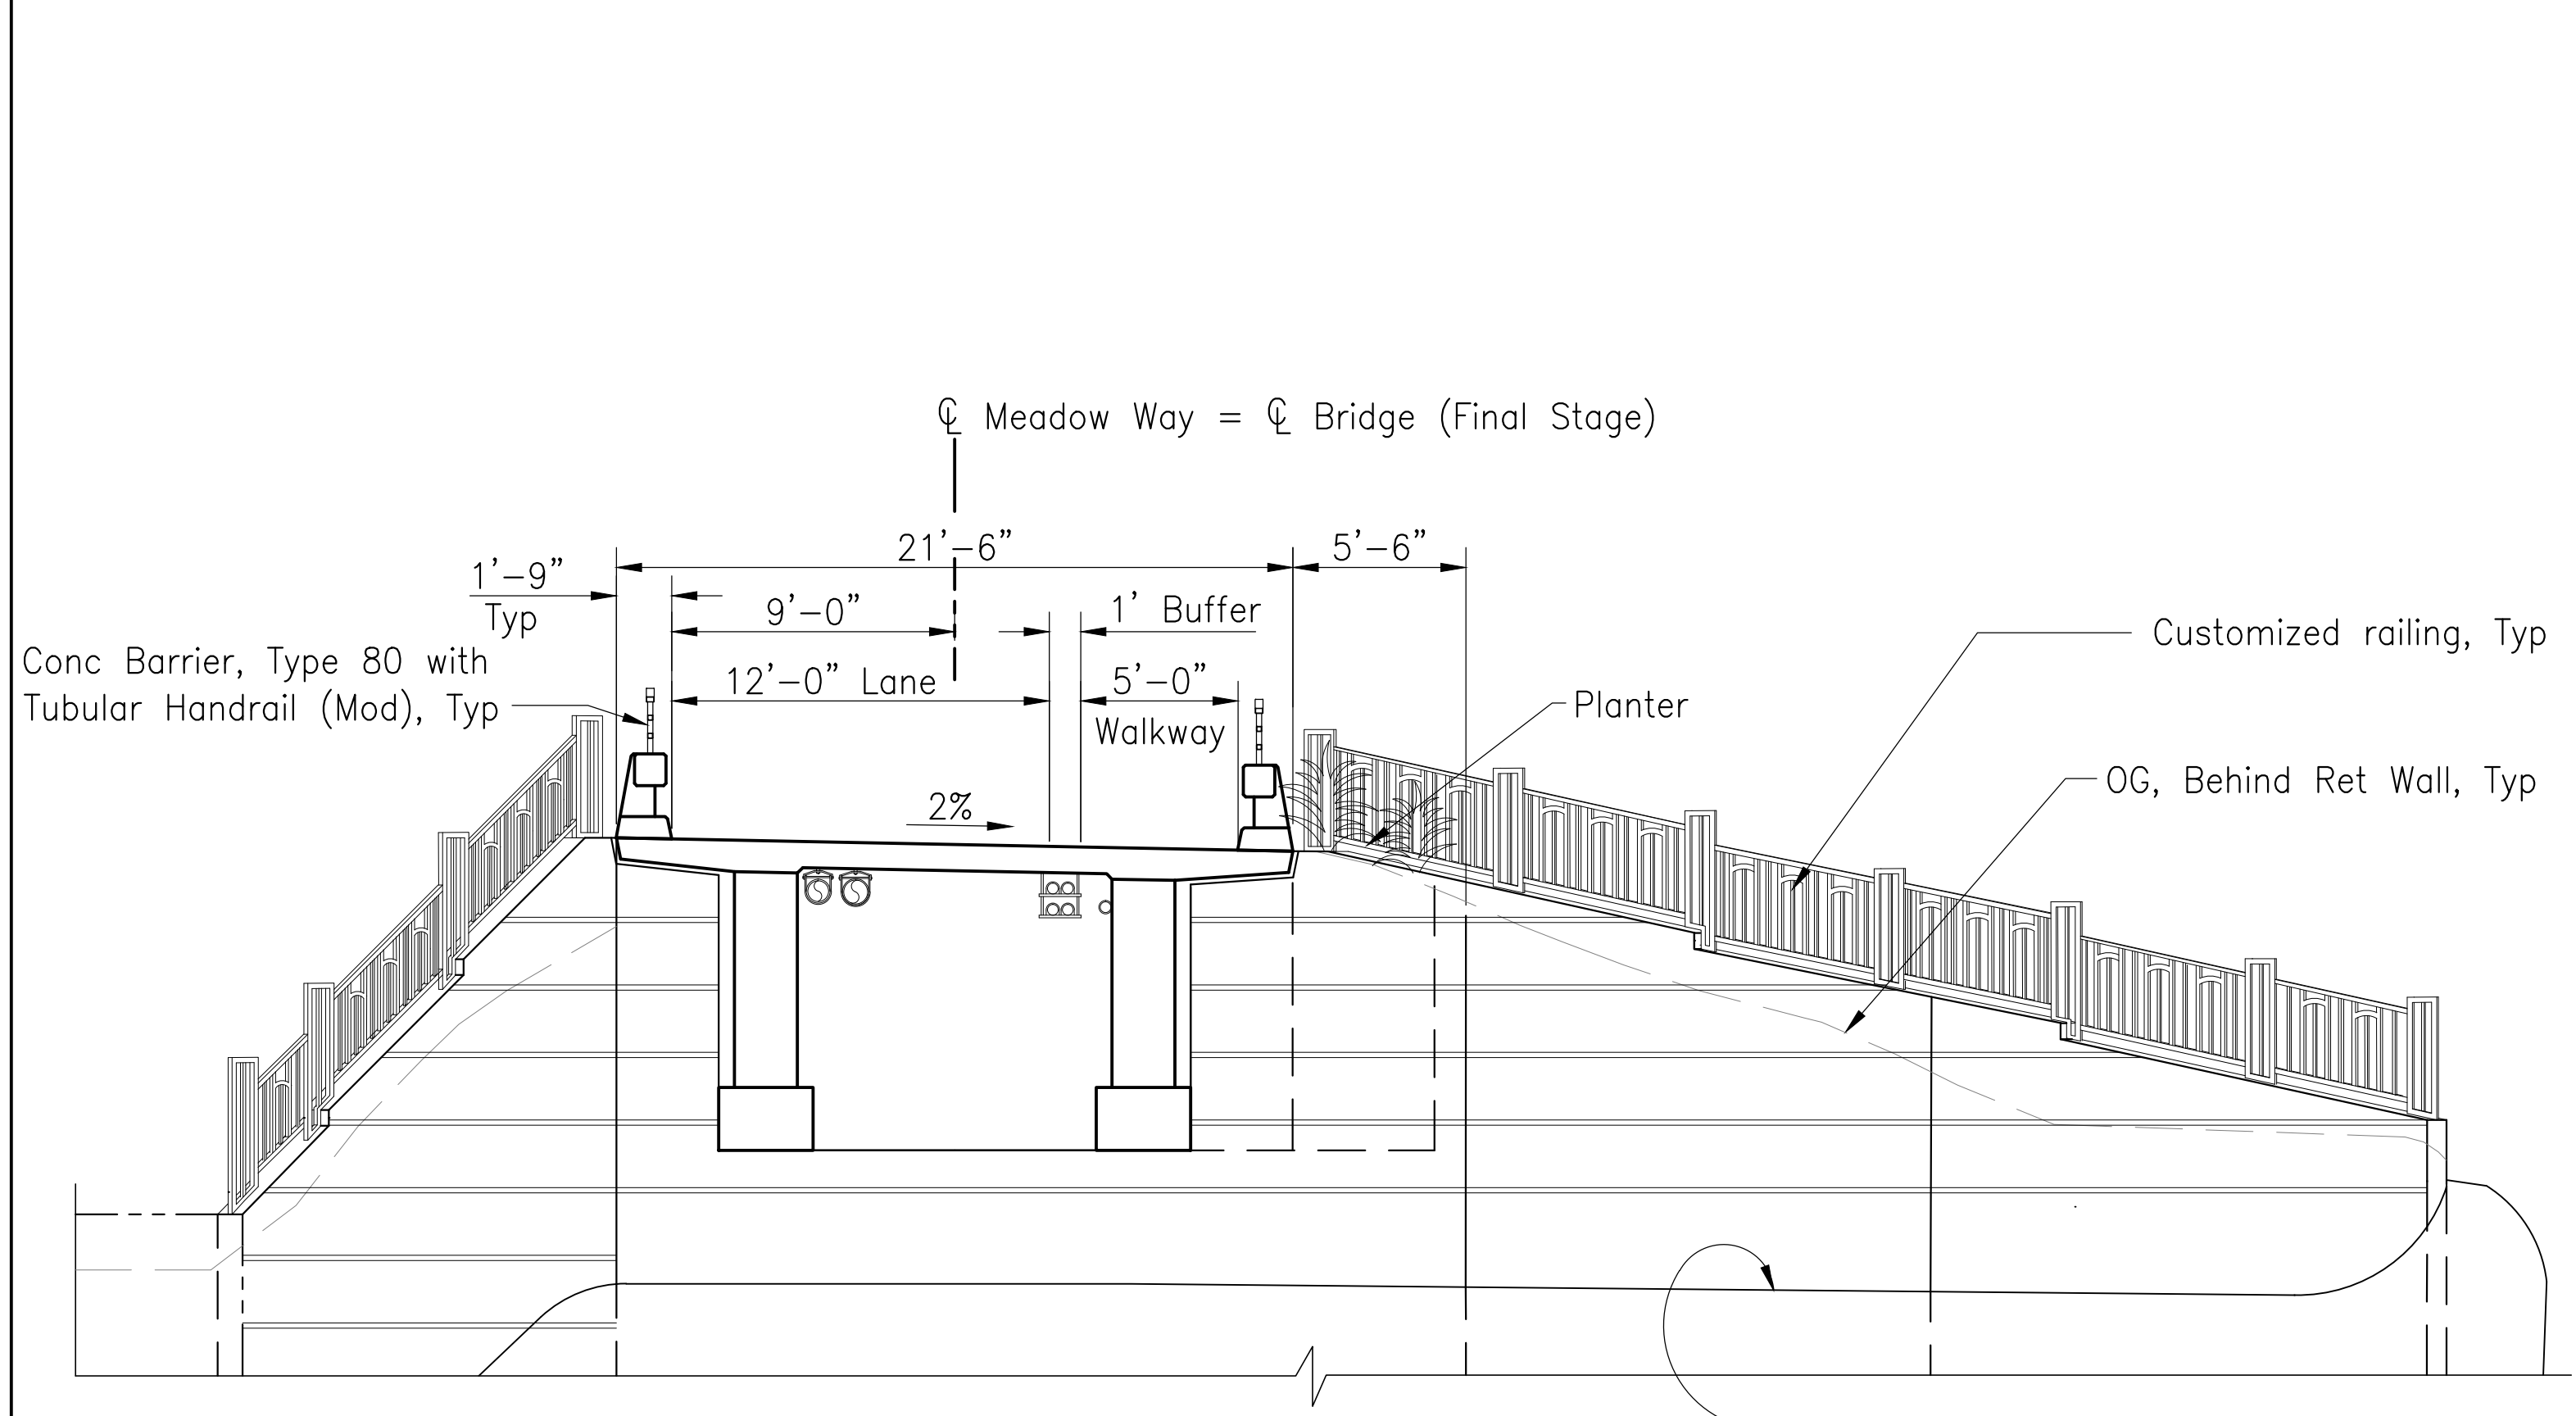 ℄ Meadow Way = ℄ Bridge (Final Stage)
21'-6" 5'-6"
1'-9"
Typ
9'-0" 1' Buffer
Conc Barrier, Type 80 with
Tubular Handrail (Mod), Typ
12'-0" Lane 5'-0"
Walkway
Customized railing, Typ
Planter
OG, Behind Ret Wall, Typ
2%